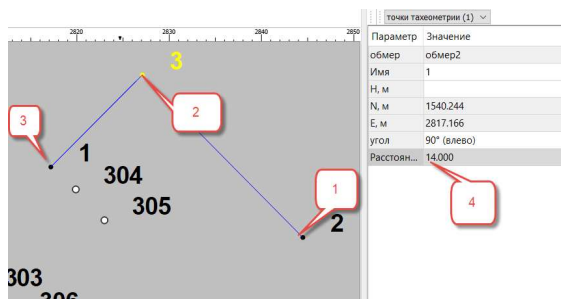 точки тахеометрии (1)
2820
2830
2840
2850
Параметр Значение
обмер обмер2
Имя 1
H, м
N, м 1540.244
E, м 2817.166
угол 90° (влево)
Расстоян... 14.000
3
2
3
1
304
305
1
2
4
303
306